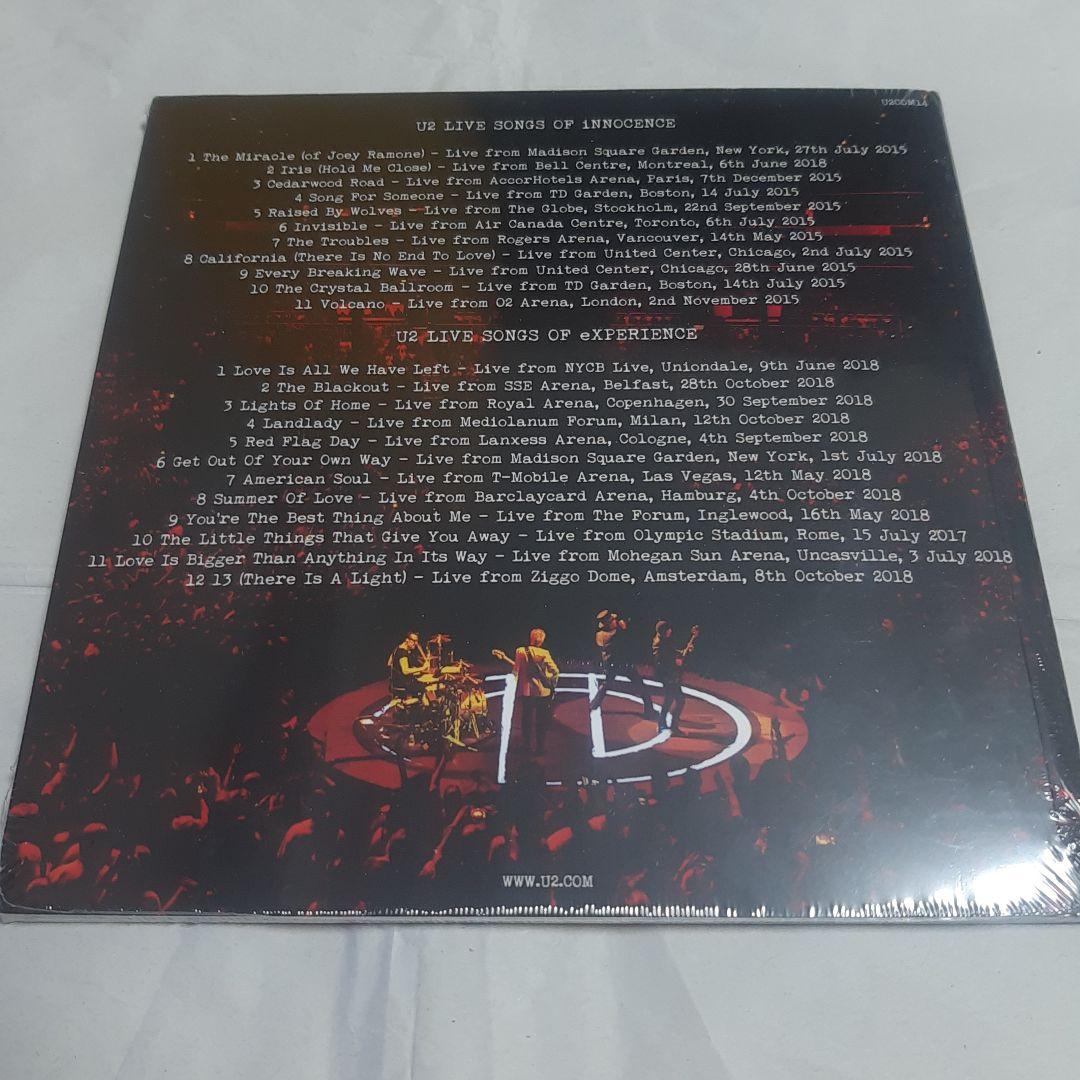 U2COM14
U2 LIVE SONGS OF iNNOCENCE
1 The Miracle (of Joey Ramone) - Live from Madison Square Garden, New York, 27th July 2015
2 Iris (Hold Me Close) - Live from Bell Centre, Montreal, 6th June 2018
3 Cedarwood Road - Live from AccorHotels Arena, Paris, 7th December 2015
4 Song For Someone - Live from TD Garden, Boston, 14 July 2015
5 Raised By Wolves - Live from The Globe, Stockholm, 22nd September 2015
6 Invisible - Live from Air Canada Centre, Toronto, 6th July 2015
7 The Troubles - Live from Rogers Arena, Vancouver, 14th May 2015
8 California (There Is No End To Love) - Live from United Center, Chicago, 2nd July 2015
9 Every Breaking Wave - Live from United Center, Chicago, 28th June 2015
10 The Crystal Ballroom - Live from TD Garden, Boston, 14th July 2015
11 Volcano - Live from O2 Arena, London, 2nd November 2015
U2 LIVE SONGS OF eXPERIENCE
1 Love Is All We Have Left - Live from NYCB Live, Uniondale, 9th June 2018
2 The Blackout - Live from SSE Arena, Belfast, 28th October 2018
3 Lights Of Home - Live from Royal Arena, Copenhagen, 30 September 2018
4 Landlady - Live from Mediolanum Forum, Milan, 12th October 2018
5 Red Flag Day - Live from Lanxess Arena, Cologne, 4th September 2018
6 Get Out Of Your Own Way - Live from Madison Square Garden, New York, 1st July 2018
7 American Soul - Live from T-Mobile Arena, Las Vegas, 12th May 2018
8 Summer Of Love - Live from Barclaycard Arena, Hamburg, 4th October 2018
9 You're The Best Thing About Me - Live from The Forum, Inglewood, 16th May 2018
10 The Little Things That Give You Away - Live from Olympic Stadium, Rome, 15 July 2017
11 Love Is Bigger Than Anything In Its Way - Live from Mohegan Sun Arena, Uncasville, 3 July 2018
12 13 (There Is A Light) - Live from Ziggo Dome, Amsterdam, 8th October 2018
WWW.U2.COM